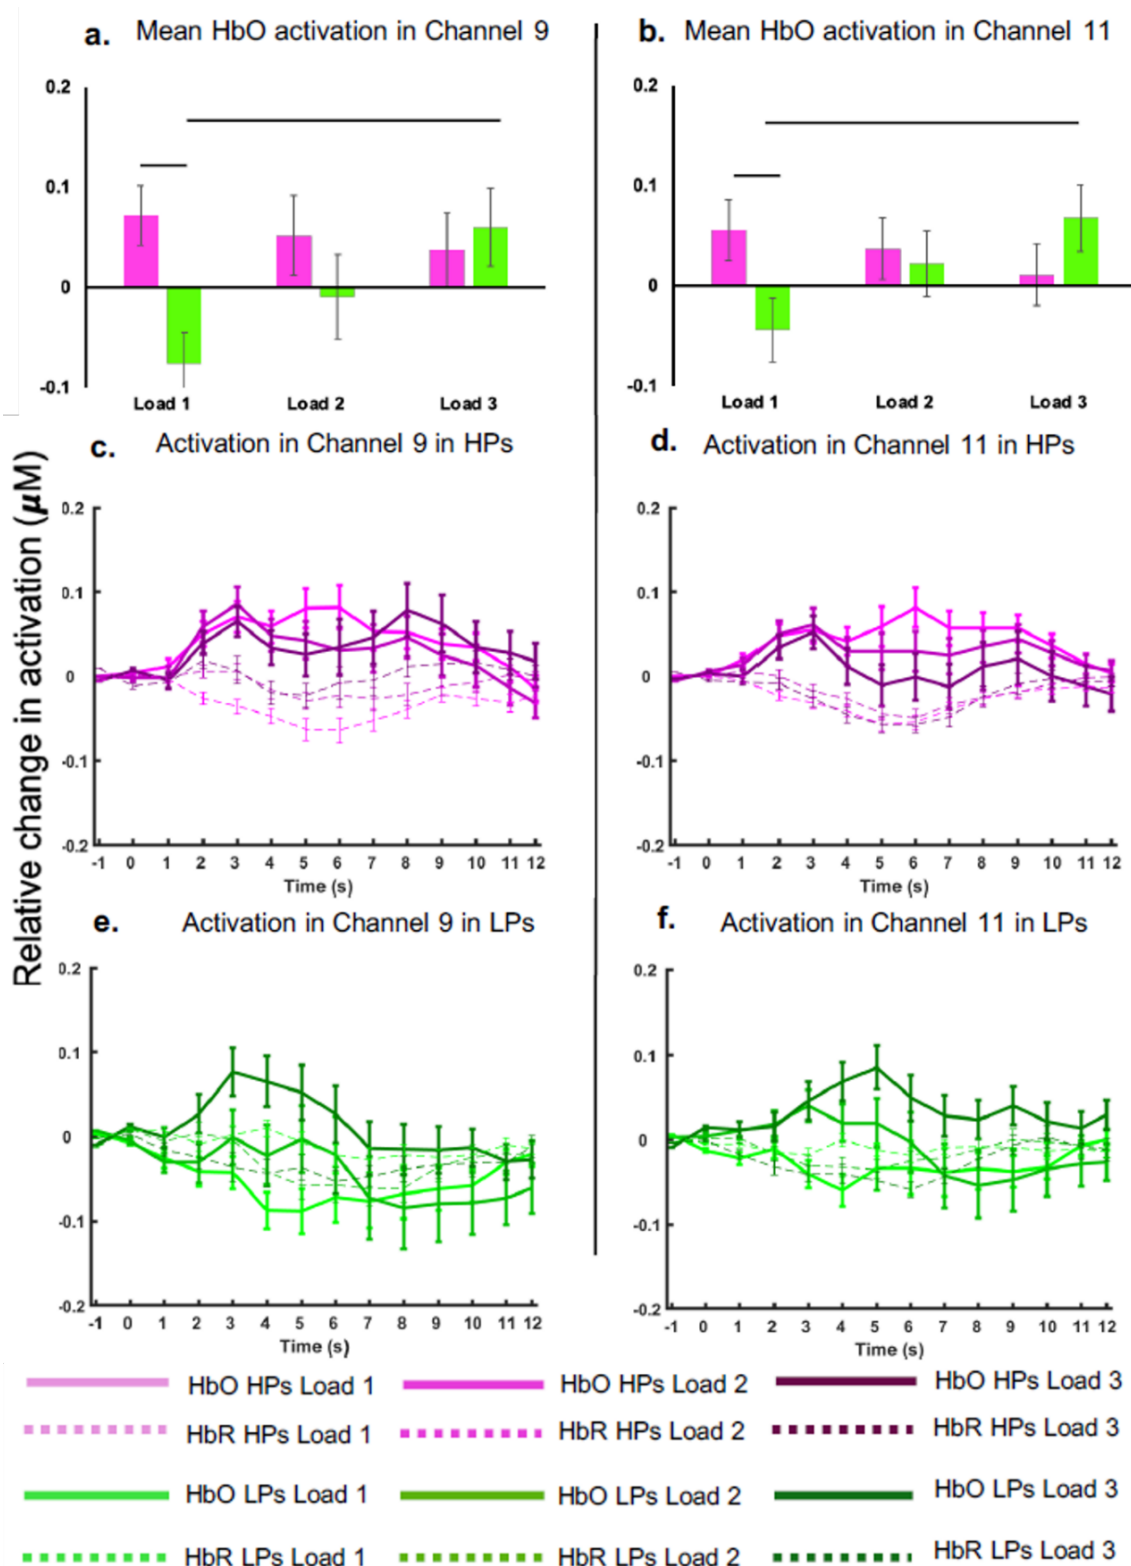 a. Mean HbO activation in Channel 9
0.2
0.1
0
-0.1
Load 1 Load 2 Load 3
b. Mean HbO activation in Channel 11
0.2
0.1
0
-0.1
Load 1 Load 2 Load 3
Relative change in activation (μM)
c. Activation in Channel 9 in HPs
0.2
0.1
0
-0.1
-0.2
-1 0 1 2 3 4 5 6 7 8 9 10 11 12
Time (s)
d. Activation in Channel 11 in HPs
0.2
0.1
0
-0.1
-0.2
-1 0 1 2 3 4 5 6 7 8 9 10 11 12
Time (s)
e. Activation in Channel 9 in LPs
0.2
0.1
0
-0.1
-0.2
-1 0 1 2 3 4 5 6 7 8 9 10 11 12
Time (s)
f. Activation in Channel 11 in LPs
0.2
0.1
0
-0.1
-0.2
-1 0 1 2 3 4 5 6 7 8 9 10 11 12
Time (s)
HbO HPs Load 1 HbO HPs Load 2 HbO HPs Load 3
HbR HPs Load 1 HbR HPs Load 2 HbR HPs Load 3
HbO LPs Load 1 HbO LPs Load 2 HbO LPs Load 3
HbR LPs Load 1 HbR LPs Load 2 HbR LPs Load 3